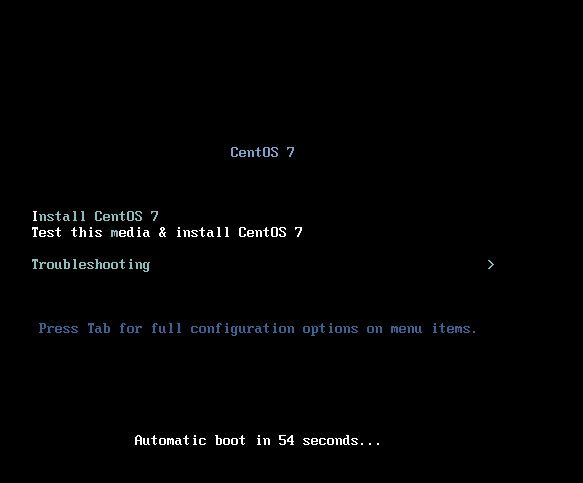 CentOS 7
Install CentOS 7
Test this media & install CentOS 7
Troubleshooting >
Press Tab for full configuration options on menu items.
Automatic boot in 54 seconds...